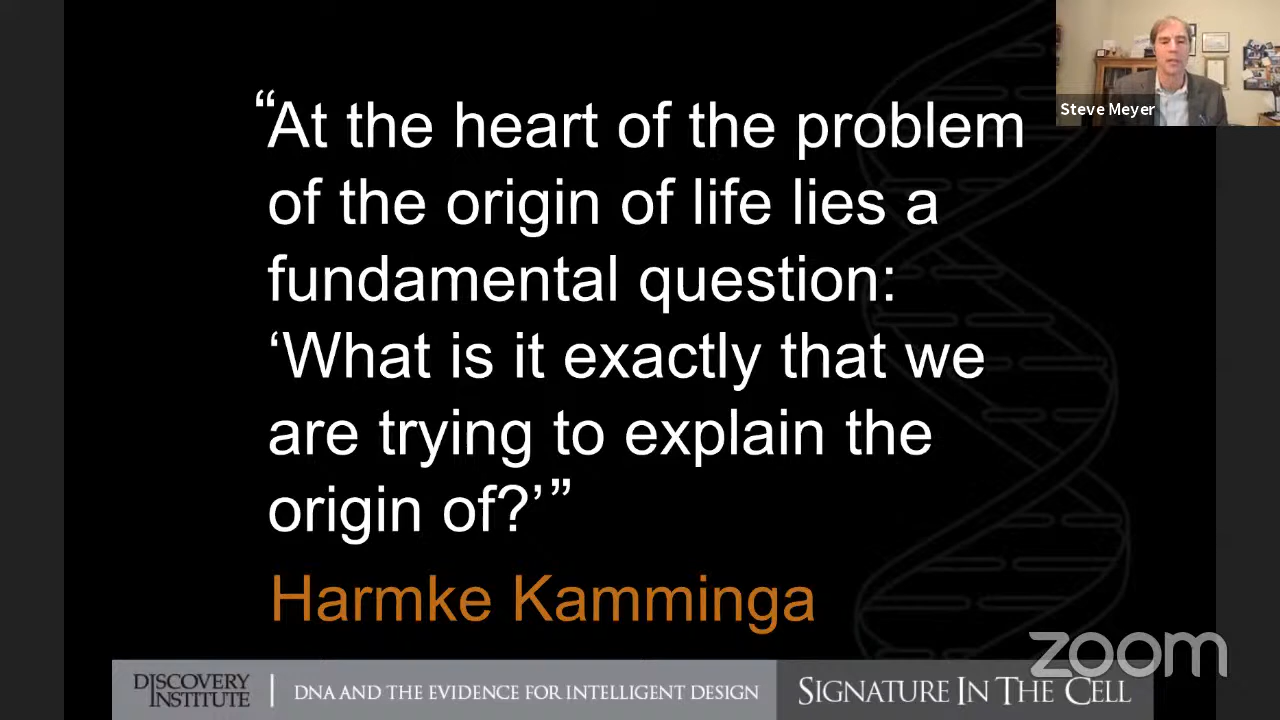 Steve Meyer
“At the heart of the problem
of the origin of life lies a
fundamental question:
‘What is it exactly that we
are trying to explain the
origin of?’”
Harmke Kamminga
zoom
DISCOVERY
INSTITUTE
DNA AND THE EVIDENCE FOR INTELLIGENT DESIGN
SIGNATURE IN THE CELL